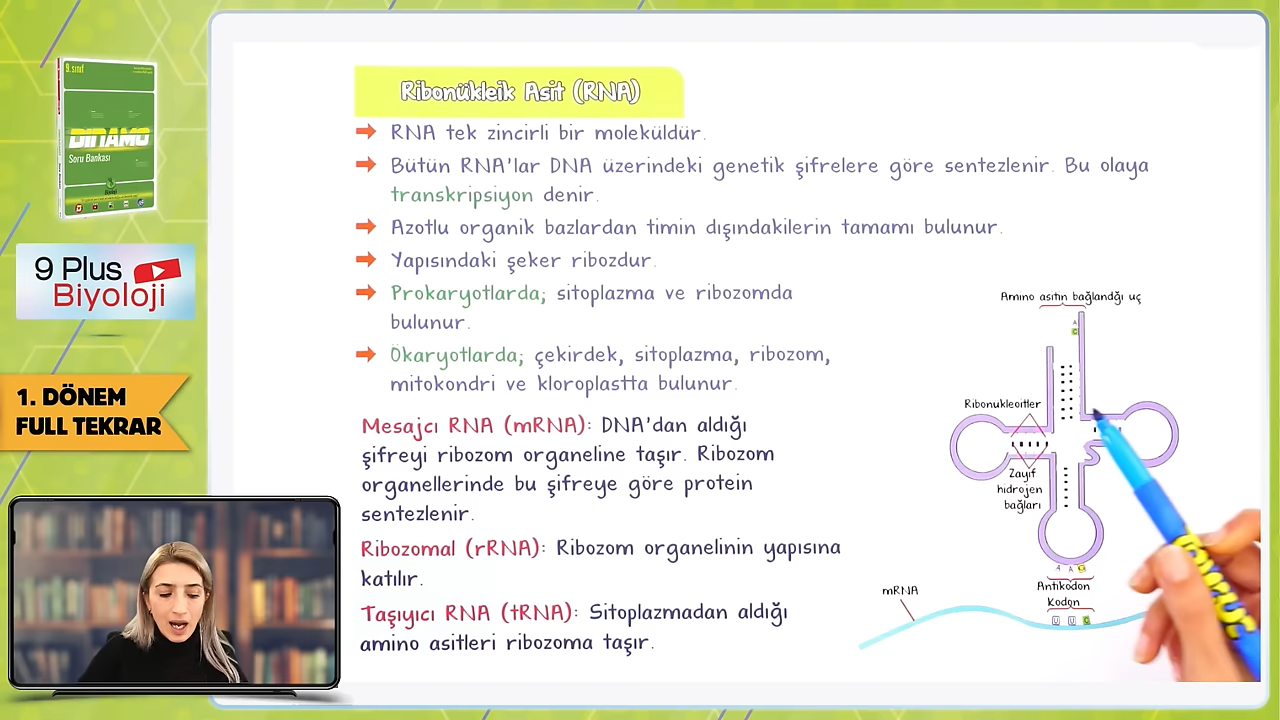 9. sınıf
DİNAMO
Soru Bankası
Biyoloji
9 Plus
Biyoloji
1. DÖNEM
FULL TEKRAR
Ribonükleik Asit (RNA)
RNA tek zincirli bir moleküldür.
Bütün RNA'lar DNA üzerindeki genetik şifrelere göre sentezlenir. Bu olaya
transkripsiyon denir.
Azotlu organik bazlardan timin dışındakilerin tamamı bulunur.
Yapısındaki şeker ribozdur.
Prokaryotlarda; sitoplazma ve ribozomda
bulunur.
Ökaryotlarda; çekirdek, sitoplazma, ribozom,
mitokondri ve kloroplastta bulunur.
Mesajcı RNA (mRNA): DNA'dan aldığı
şifreyi ribozom organeline taşır. Ribozom
organellerinde bu şifreye göre protein
sentezlenir.
Ribozomal (rRNA): Ribozom organelinin yapısına
katılır.
Taşıyıcı RNA (tRNA): Sitoplazmadan aldığı
amino asitleri ribozoma taşır.
Amino asitin bağlandğı uç
A
C
Ribonükleoitler
Zayıf
hidrojen
bağları
A A G
Antikodon
Kodon
U U C
mRNA